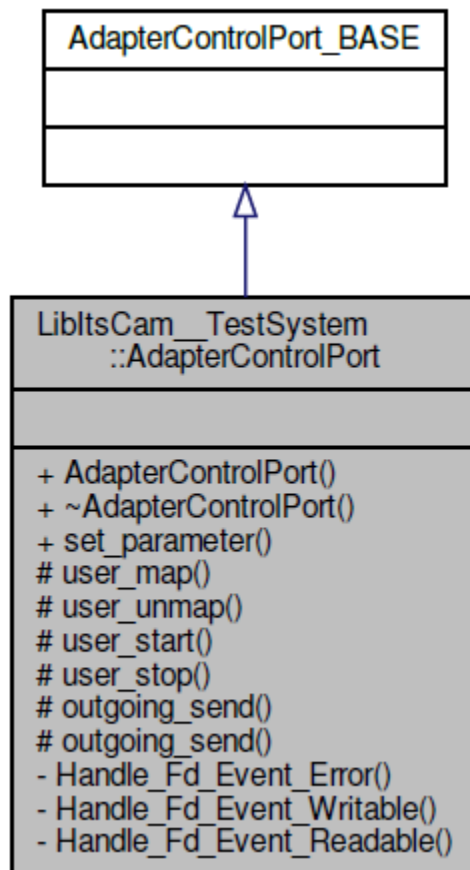 AdapterControlPort_BASE
LibItsCam__TestSystem
::AdapterControlPort
+ AdapterControlPort()
+ ~AdapterControlPort()
+ set_parameter()
# user_map()
# user_unmap()
# user_start()
# user_stop()
# outgoing_send()
# outgoing_send()
- Handle_Fd_Event_Error()
- Handle_Fd_Event_Writable()
- Handle_Fd_Event_Readable()